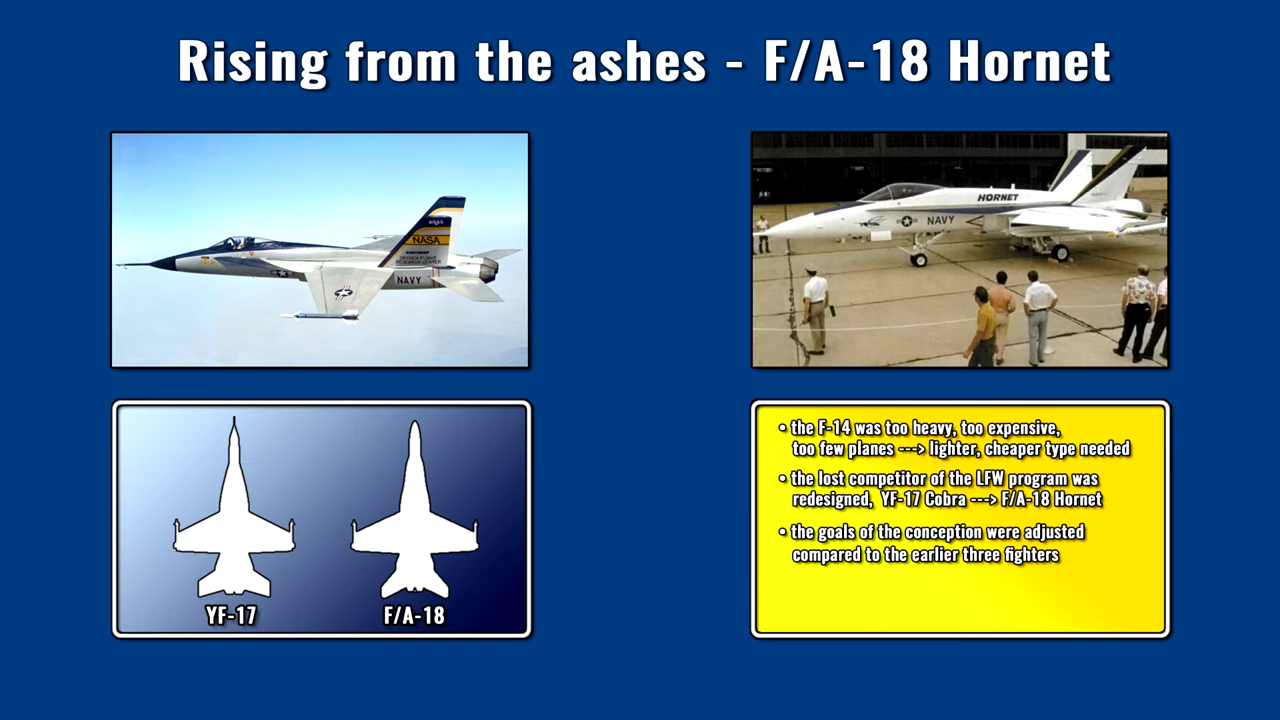 Rising from the ashes - F/A-18 Hornet
NASA
NAVY
HORNET
NAVY
YF-17
F/A-18
• the F-14 was too heavy, too expensive,
too few planes ---> lighter, cheaper type needed
• the lost competitor of the LFW program was
redesigned, YF-17 Cobra ---> F/A-18 Hornet
• the goals of the conception were adjusted
compared to the earlier three fighters